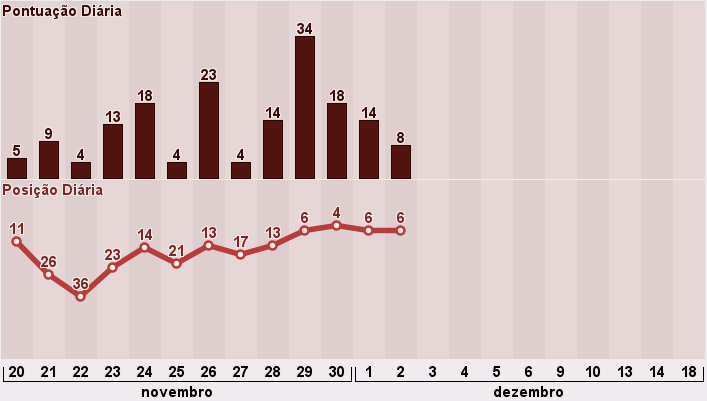 Pontuação Diária
5 9 4 13 18 4 23 4 14 34 18 14 8
Posição Diária
11 26 36 23 14 21 13 17 13 6 4 6 6
20 21 22 23 24 25 26 27 28 29 30 1 2 3 4 5 6 9 10 13 14 18
novembro dezembro